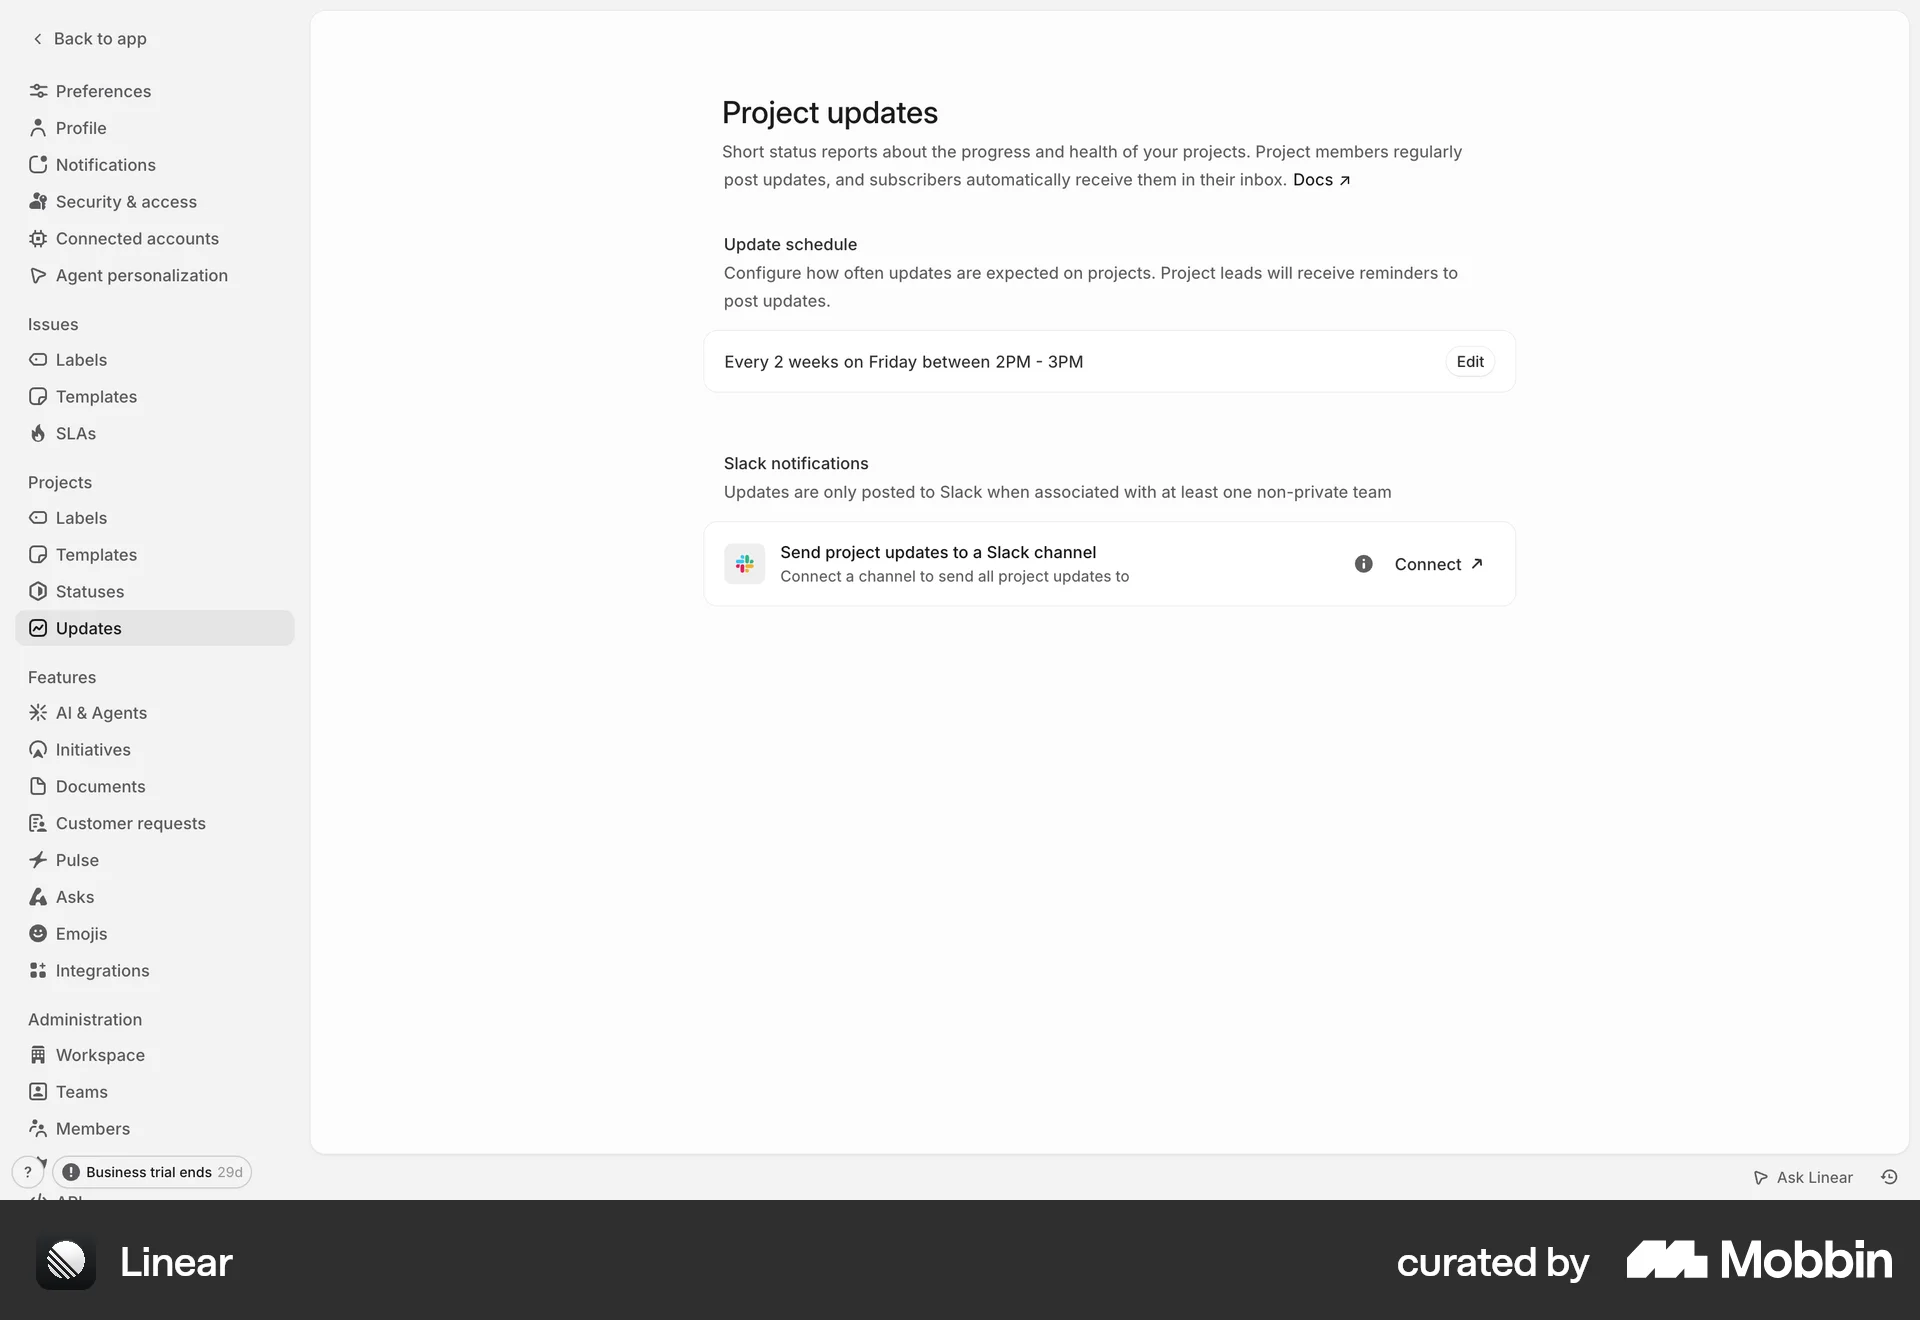 Back to app
Preferences
Profile
Notifications
Security & access
Connected accounts
Agent personalization
Issues
Labels
Templates
SLAs
Projects
Labels
Templates
Statuses
Updates
Features
AI & Agents
Initiatives
Documents
Customer requests
Pulse
Asks
Emojis
Integrations
Administration
Workspace
Teams
Members
? Business trial ends 29d
API
Project updates
Short status reports about the progress and health of your projects. Project members regularly
post updates, and subscribers automatically receive them in their inbox. Docs ↗
Update schedule
Configure how often updates are expected on projects. Project leads will receive reminders to
post updates.
Every 2 weeks on Friday between 2PM - 3PM
Edit
Slack notifications
Updates are only posted to Slack when associated with at least one non-private team
Send project updates to a Slack channel
Connect a channel to send all project updates to
Connect ↗
Ask Linear
Linear
curated by Mobbin